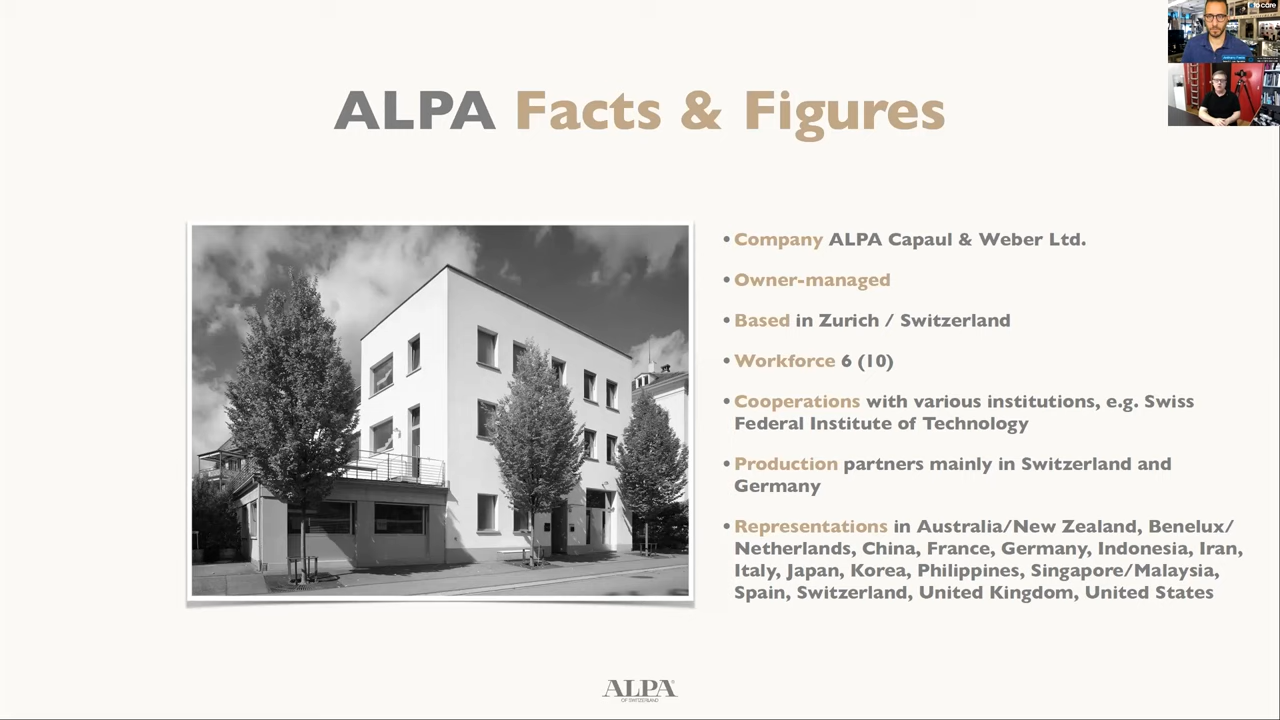 ALPA Facts & Figures
• Company ALPA Capaul & Weber Ltd.
• Owner-managed
• Based in Zurich / Switzerland
• Workforce 6 (10)
• Cooperations with various institutions, e.g. Swiss
Federal Institute of Technology
• Production partners mainly in Switzerland and
Germany
• Representations in Australia/New Zealand, Benelux/
Netherlands, China, France, Germany, Indonesia, Iran,
Italy, Japan, Korea, Philippines, Singapore/Malaysia,
Spain, Switzerland, United Kingdom, United States
ALPA
OF SWITZERLAND